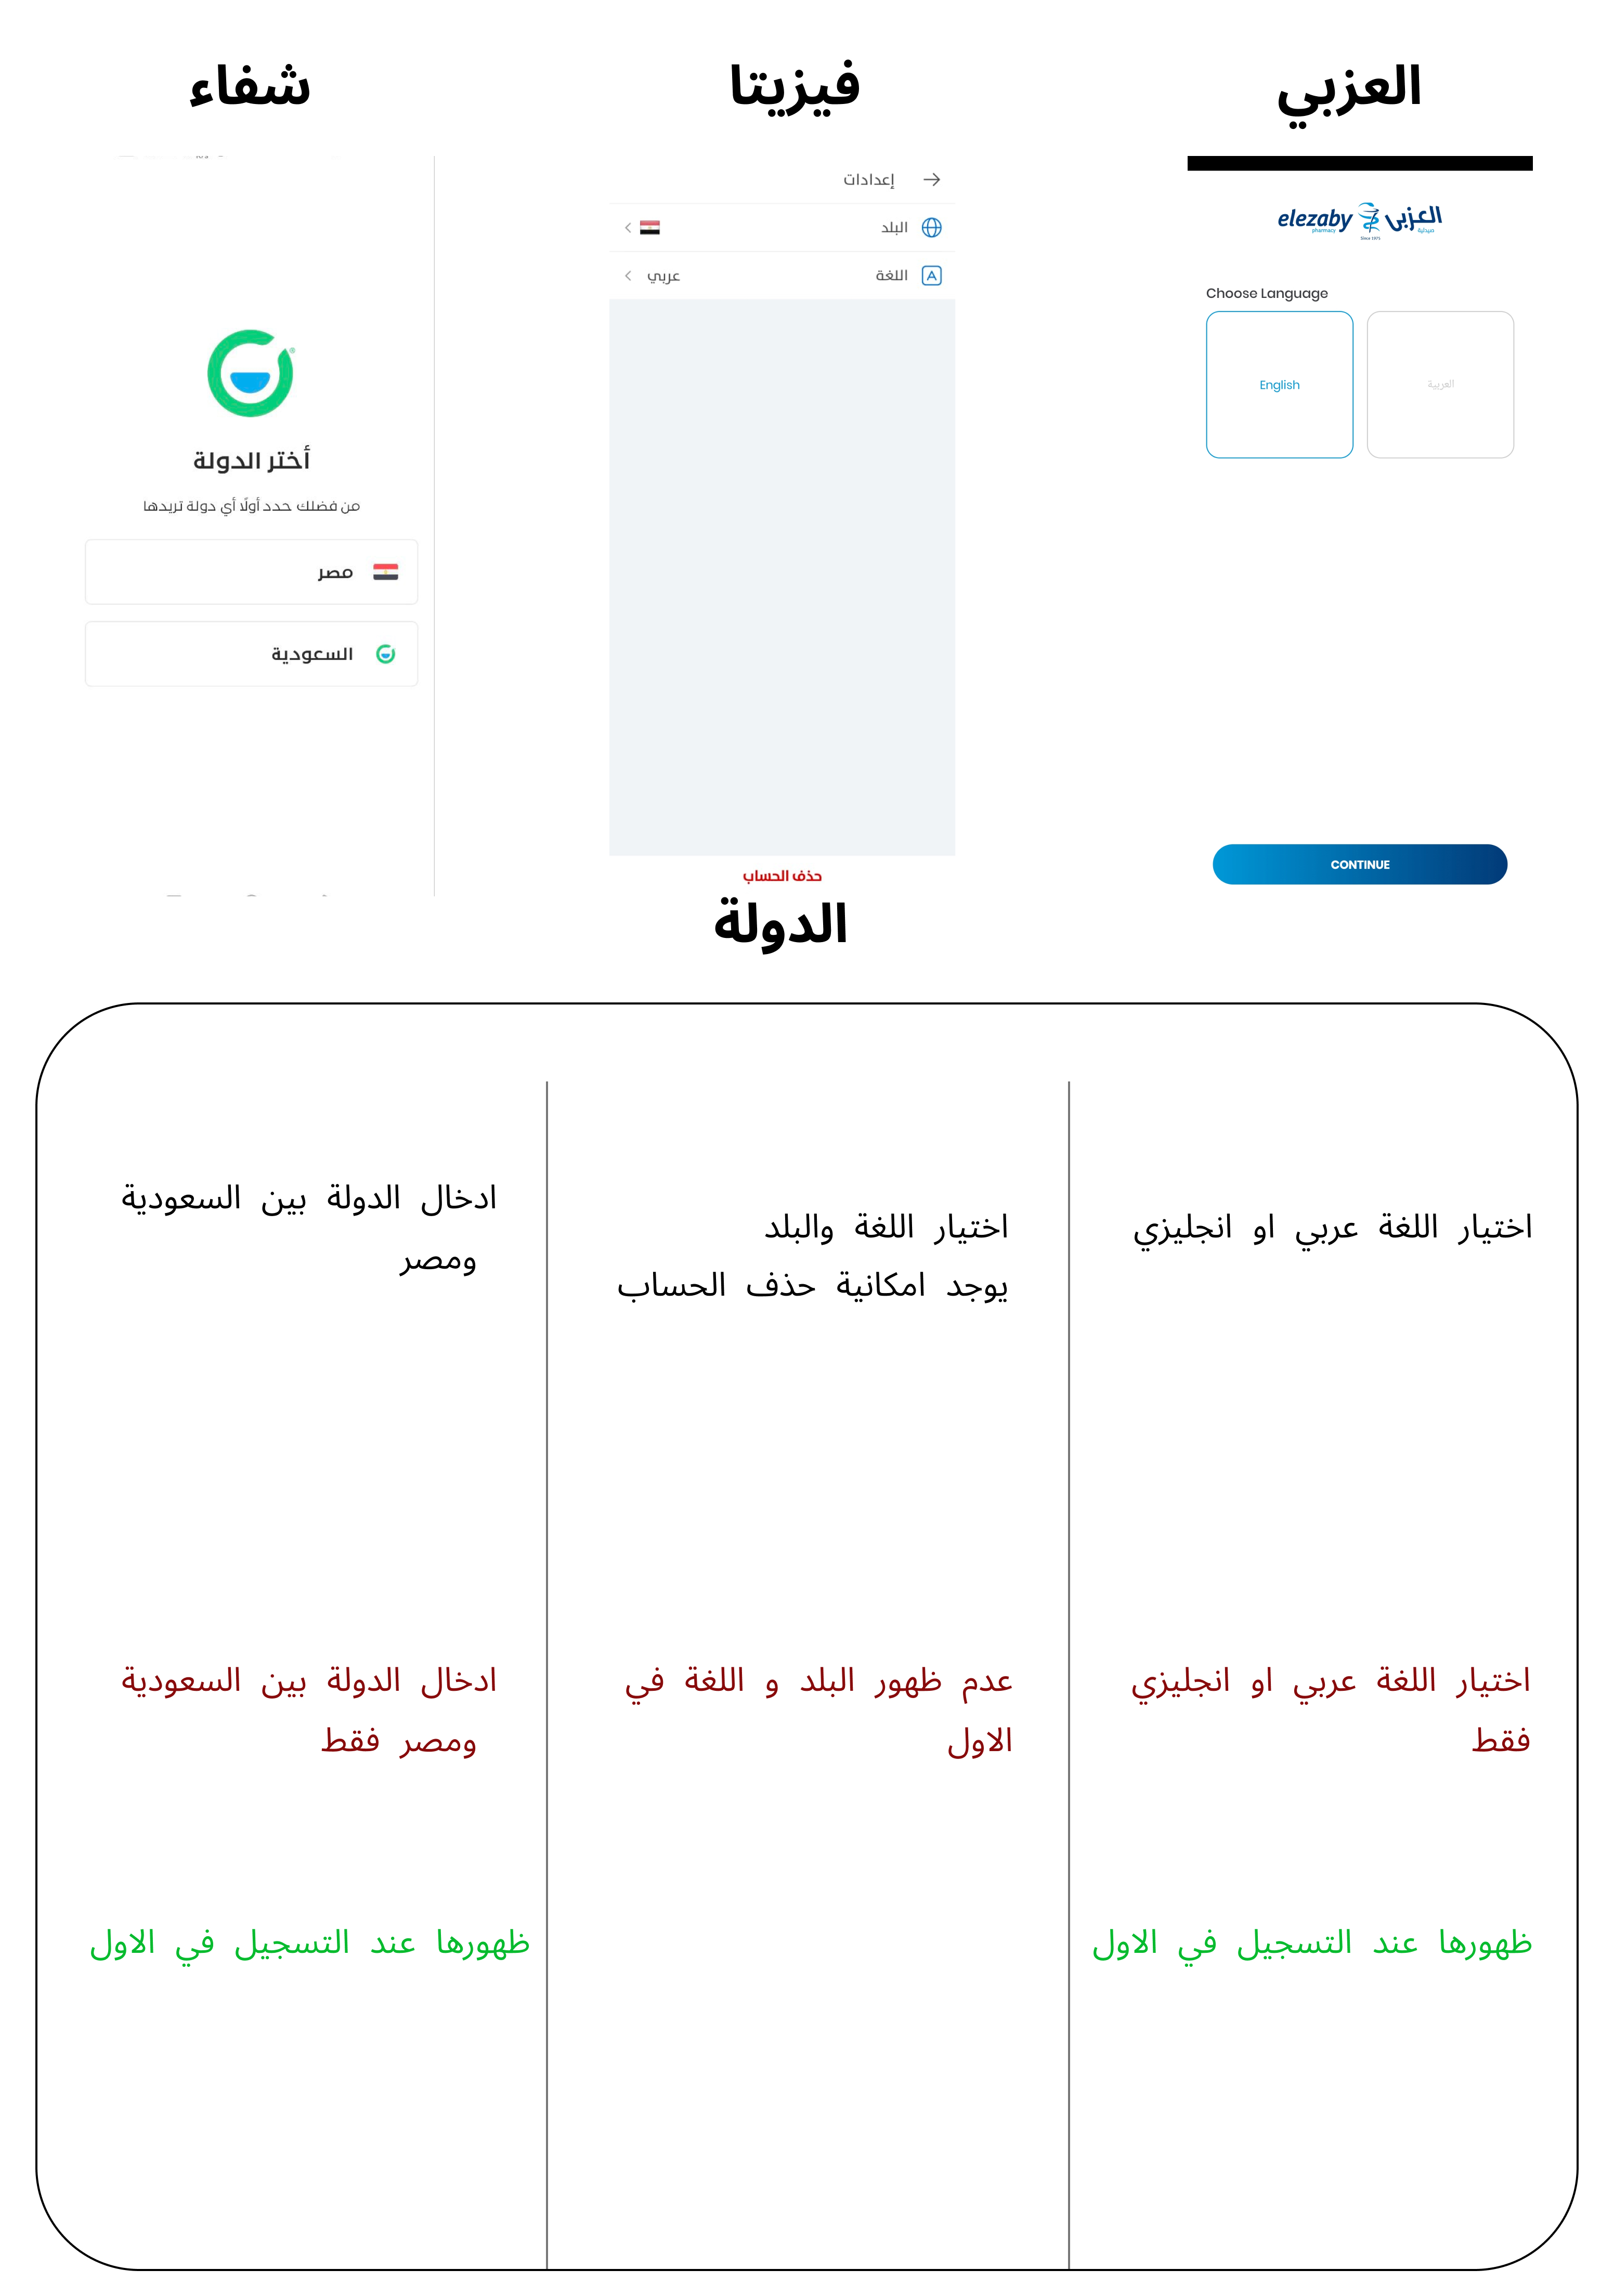 العزبي
فيزيتا
شفاء
elezaby العزبى
pharmacy صيدلية
Since 1975
Choose Language
English
العربية
CONTINUE
إعدادات
البلد
اللغة
عربي
حذف الحساب
أختر الدولة
من فضلك حدد أولًا أي دولة تريدها
مصر
السعودية
الدولة
اختيار اللغة عربي او انجليزي
اختيار اللغة والبلد
يوجد امكانية حذف الحساب
ادخال الدولة بين السعودية
ومصر
اختيار اللغة عربي او انجليزي
فقط
عدم ظهور البلد و اللغة في
الاول
ادخال الدولة بين السعودية
ومصر فقط
ظهورها عند التسجيل في الاول
ظهورها عند التسجيل في الاول